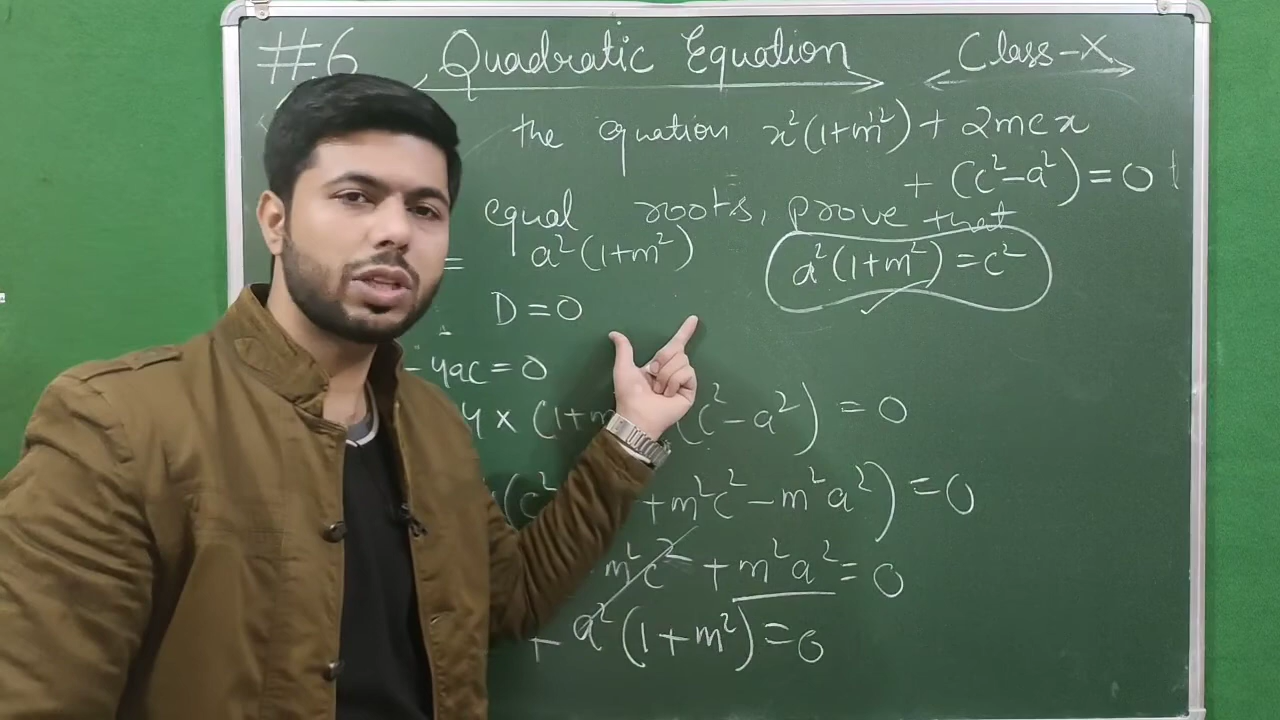 #6 Quadratic Equation Class-X
the equation x²(1+m²) + 2mcx
+ (c²-a²) = 0
equal roots, prove that
= a²(1+m²) a²(1+m²) = c²
D = 0
- 4ac = 0
4 × (1+m (c²-a²) = 0
(c² + m²c² - m²a²) = 0
m²c² + m²a² = 0
+ a²(1+m²) = 0